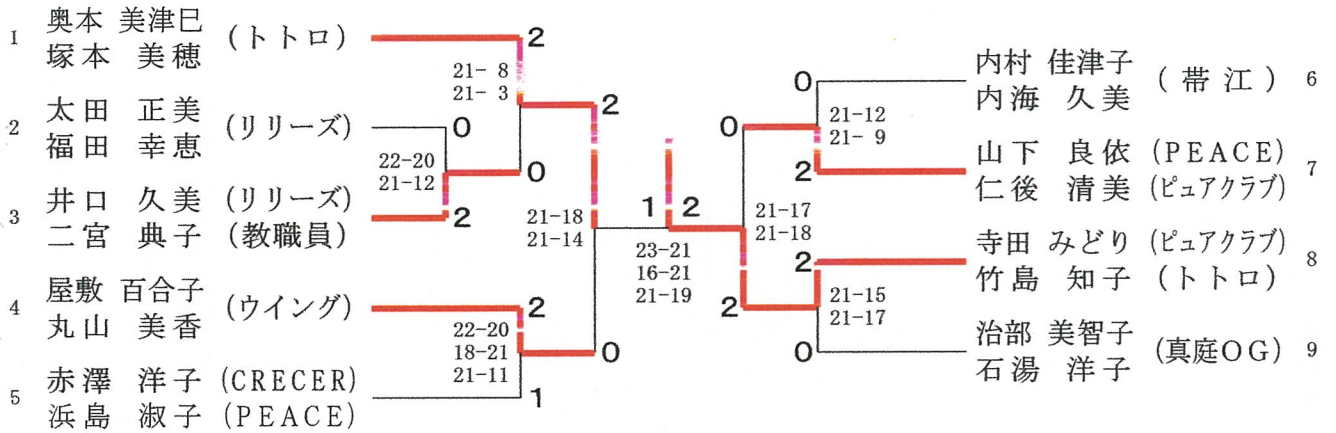 1 奥本 美津巳 (トトロ)
塚本 美穂
2 太田 正美 (リリーズ)
福田 幸恵
3 井口 久美 (リリーズ)
二宮 典子 (教職員)
4 屋敷 百合子 (ウイング)
丸山 美香
5 赤澤 洋子 (CRECER)
浜島 淑子 (PEACE)
2
21- 8
21- 3
0
22-20
21-12
2
0
2
21-18
21-14
2
22-20
18-21
21-11
1
0
1 2
23-21
16-21
21-19
0
21-17
21-18
2
0
21-12
21- 9
2
2
21-15
21-17
0
内村 佳津子 (帯江) 6
内海 久美
山下 良依 (PEACE) 7
仁後 清美 (ピュアクラブ)
寺田 みどり (ピュアクラブ) 8
竹島 知子 (トトロ)
治部 美智子 (真庭OG) 9
石湯 洋子